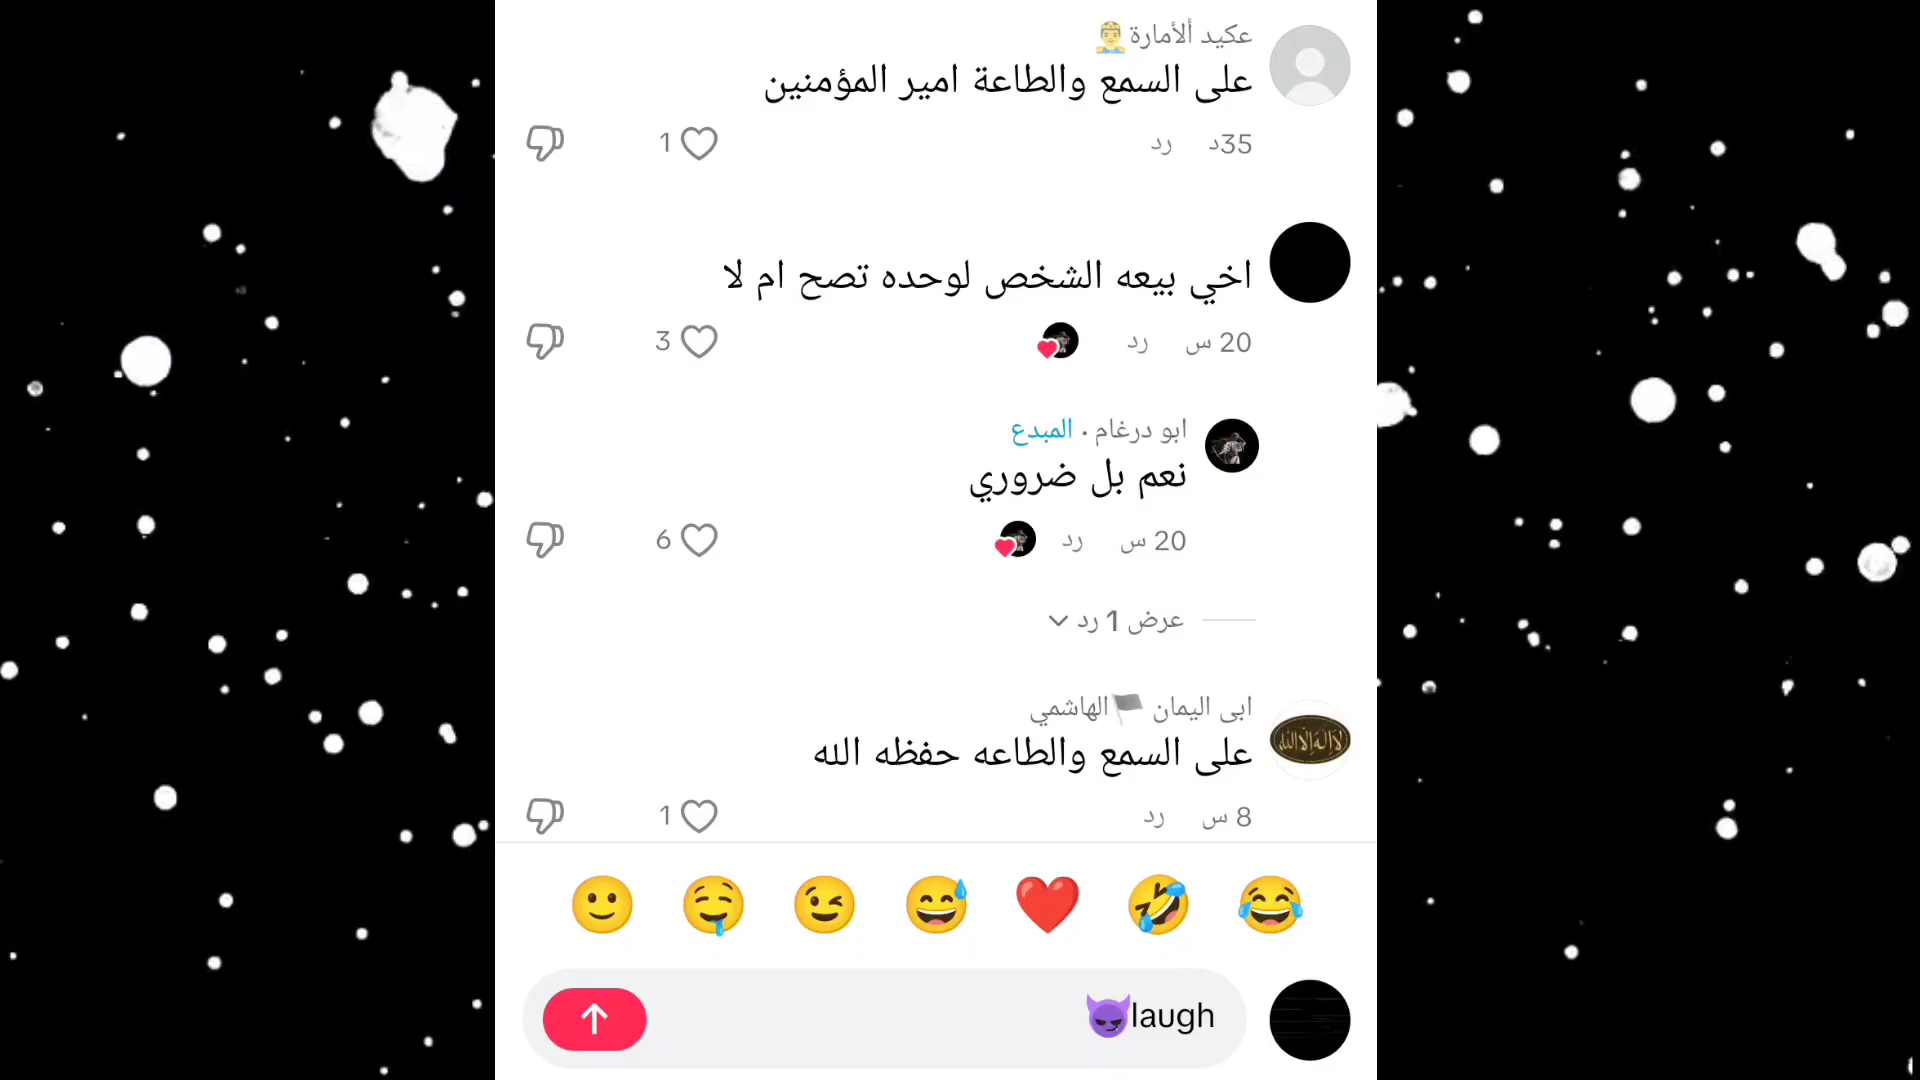 عكيد ألأمارة🤴
على السمع والطاعة امير المؤمنين
35د رد 1
اخي بيعه الشخص لوحده تصح ام لا
20 س رد 3
ابو درغام · المبدع
نعم بل ضروري
20 س رد 6
عرض 1 رد
ابى اليمان 🏴الهاشمي
على السمع والطاعه حفظه الله
8 س رد 1
😈laugh